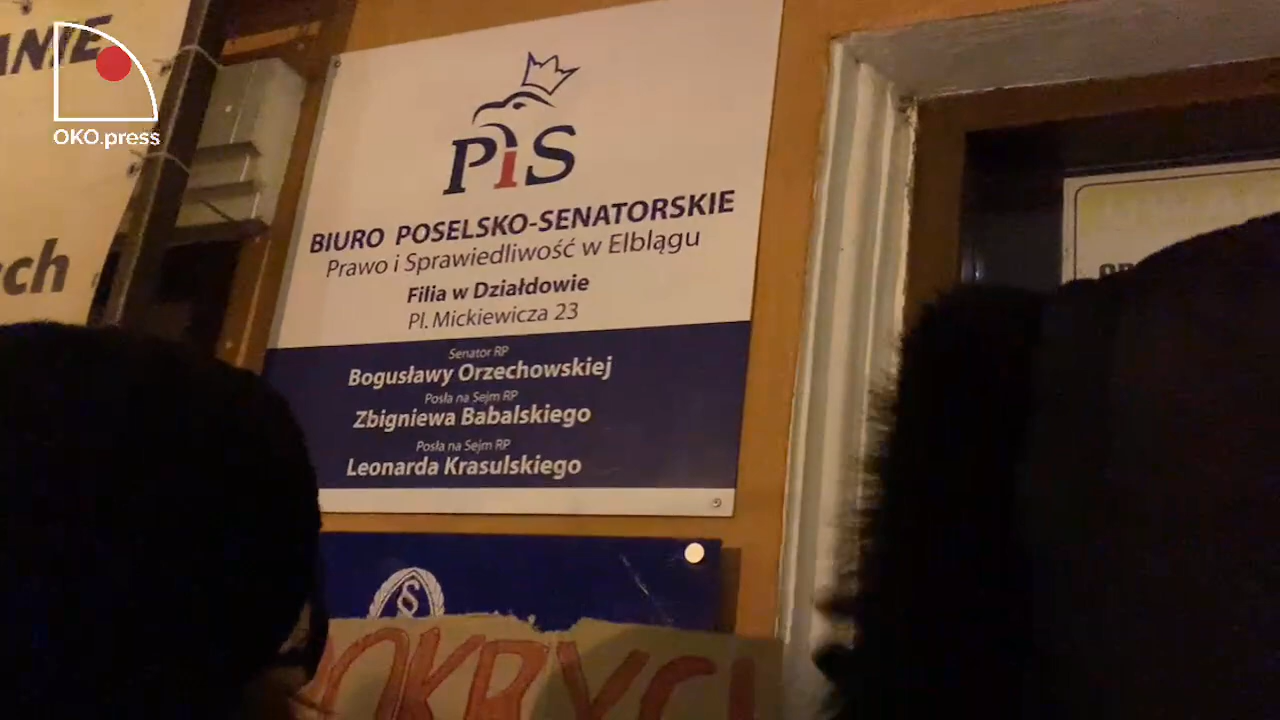 OKO.press
PiS
BIURO POSELSKO-SENATORSKIE
Prawo i Sprawiedliwość w Elblągu
Filia w Działdowie
Pl. Mickiewicza 23
Senator RP
Bogusławy Orzechowskiej
Posła na Sejm RP
Zbigniewa Babalskiego
Posła na Sejm RP
Leonarda Krasulskiego
§